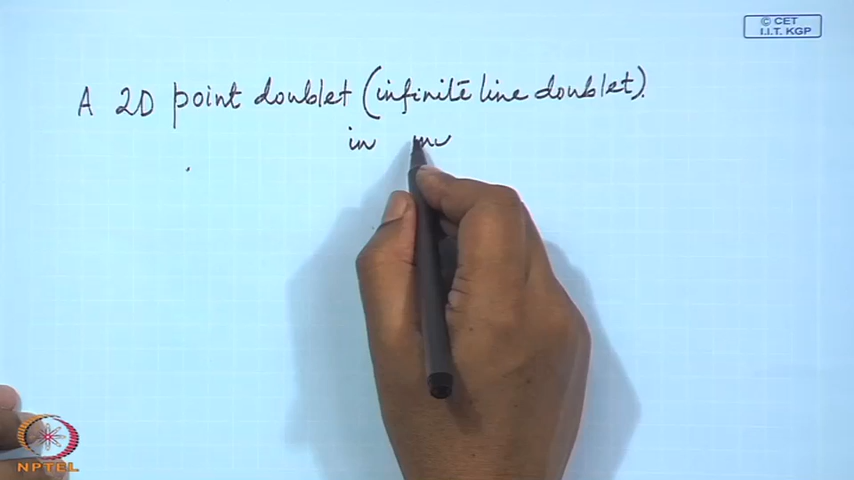 © CET
I.I.T. KGP
A 2D point doublet (infinite line doublet).
in
NPTEL